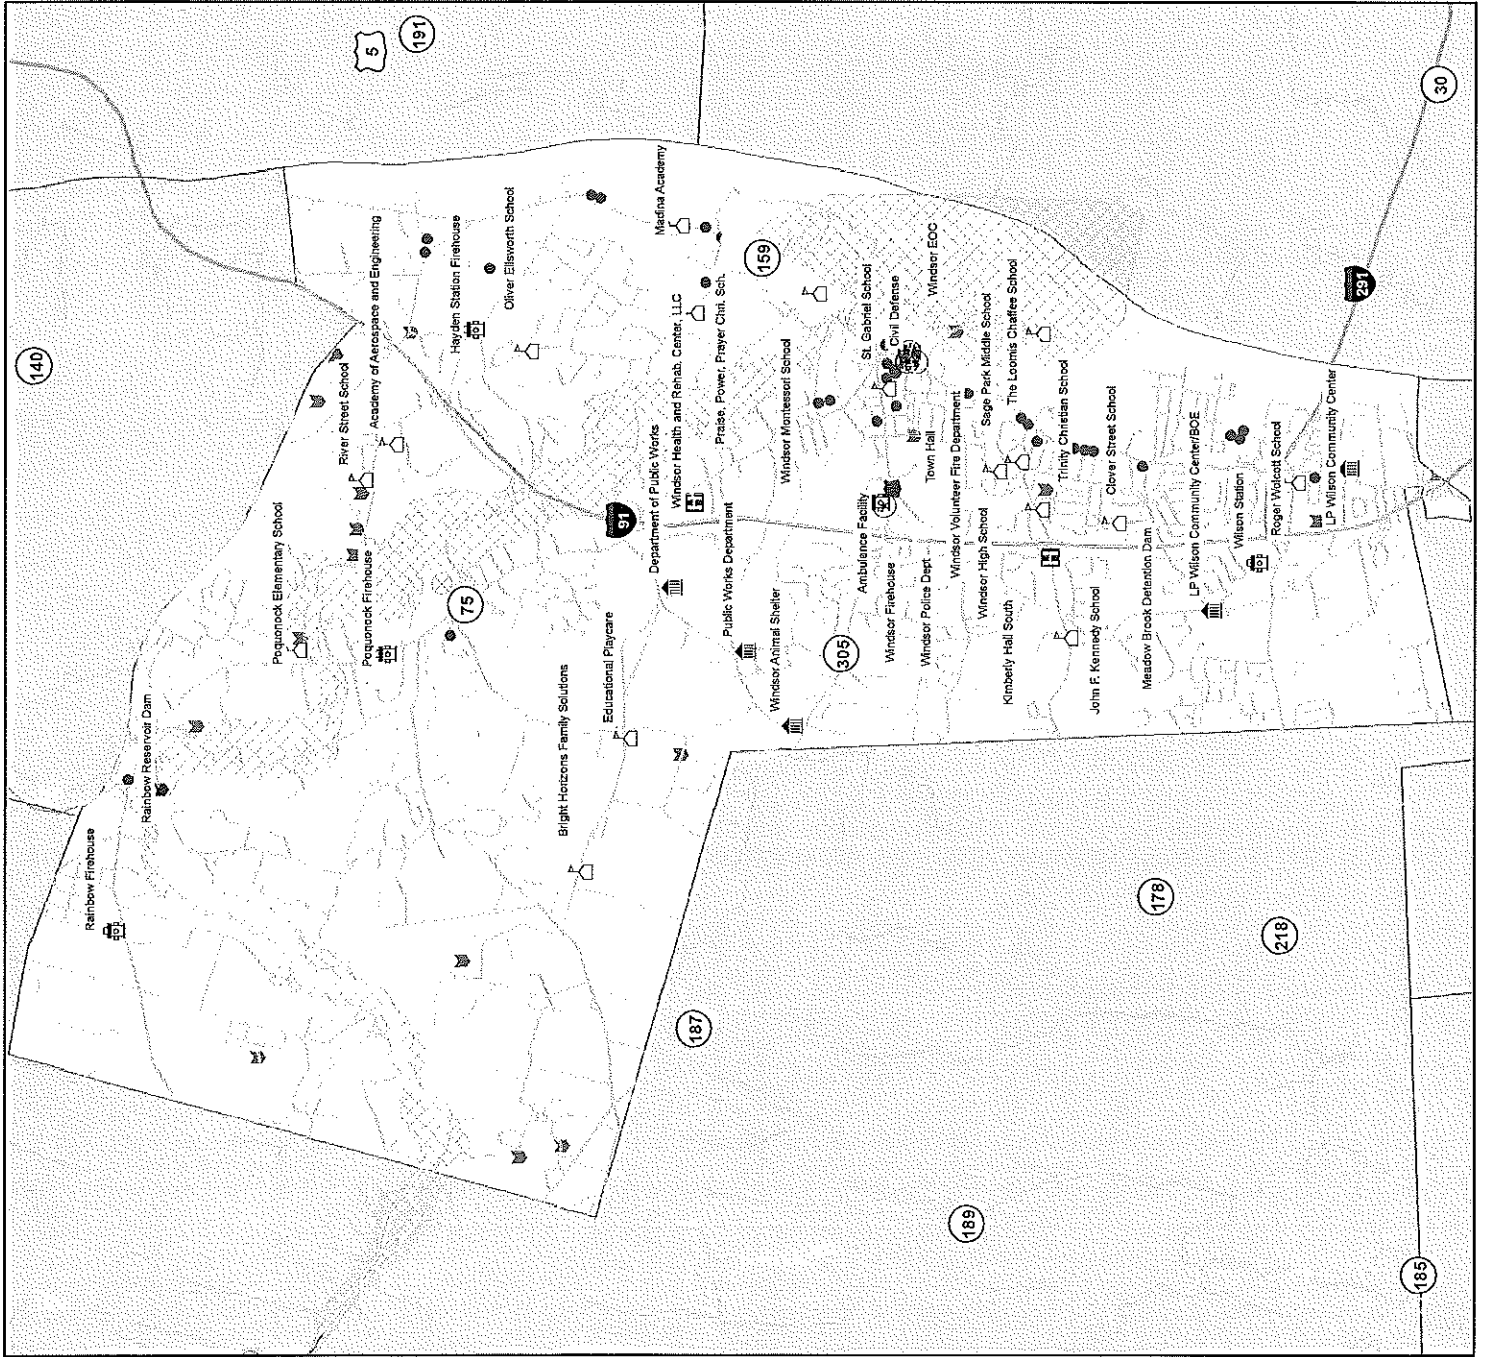 140
5
191
River Street School
Academy of Aerospace and Engineering
Hayden Station Firehouse
Oliver Ellsworth School
Poquonock Elementary School
Poquonock Firehouse
Rainbow Reservoir Dam
Rainbow Firehouse
75
91
Madina Academy
159
Windsor Health and Rehab. Center, LLC
Praise, Power, Prayer Chri. Sch.
Department of Public Works
Public Works Department
Educational Playcare
Bright Horizons Family Solutions
Windsor Animal Shelter
Windsor Montessori School
St. Gabriel School
Civil Defense
Windsor EOC
Ambulance Facility
Town Hall
Windsor Firehouse
Windsor Police Dept
305
Windsor Volunteer Fire Department
Sage Park Middle School
The Loomis Chaffee School
Windsor High School
Kimberly Hall South
Trinity Christian School
John F. Kennedy School
Clover Street School
Meadow Brook Detention Dam
LP Wilson Community Center/BOE
Wilson Station
Roger Wolcott School
LP Wilson Community Center
291
30
187
178
218
189
185